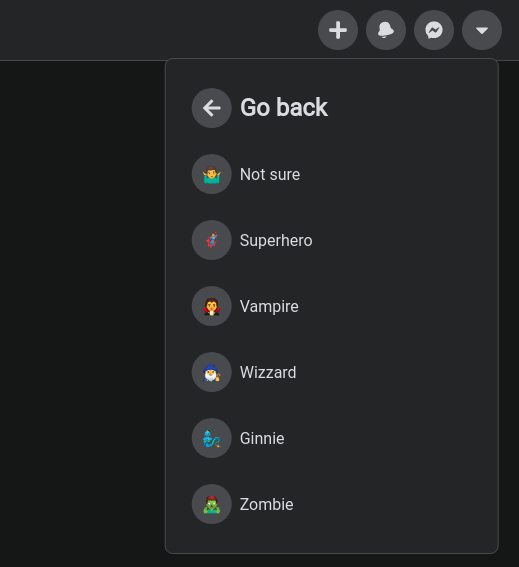 Go back
Not sure
Superhero
Vampire
Wizzard
Ginnie
Zombie